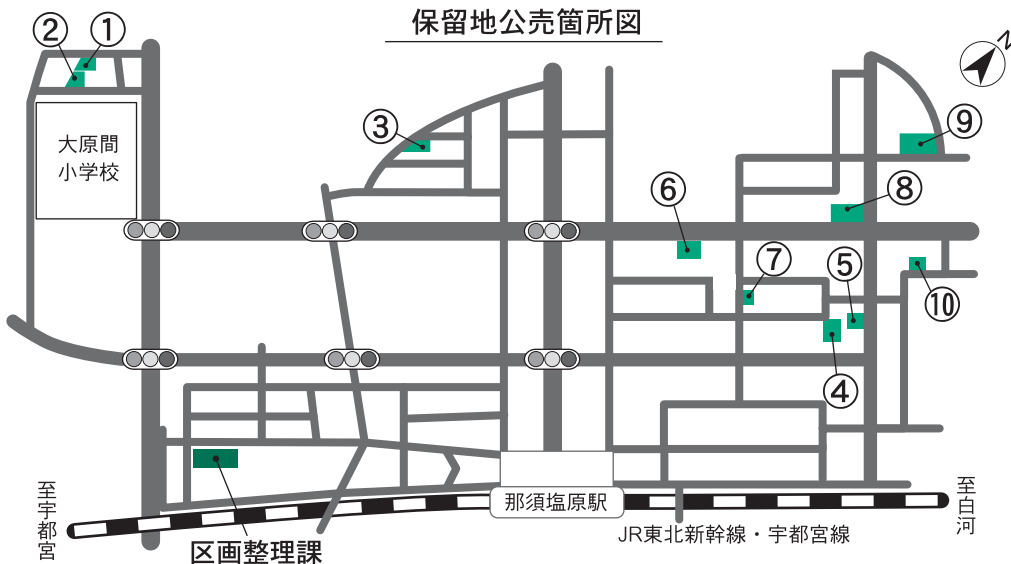 保留地公売箇所図
② ①
N
大原間
小学校
③
⑨
⑥
⑧
⑦
⑤
⑩
④
至宇都宮
区画整理課
那須塩原駅
JR東北新幹線・宇都宮線
至白河